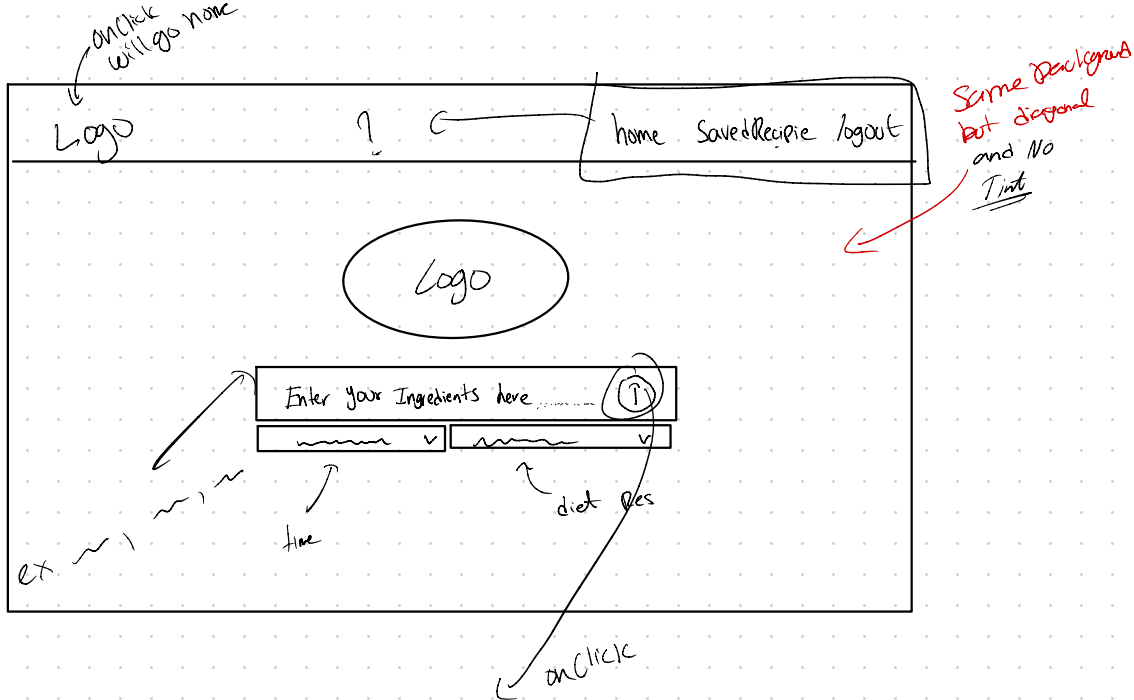 onClick
will go home
Same Background
but diagonal
and No
Tint
Logo
?
home SavedRecipie logout
Logo
Enter your Ingredients here ........
diet Res
time
ex
onClick